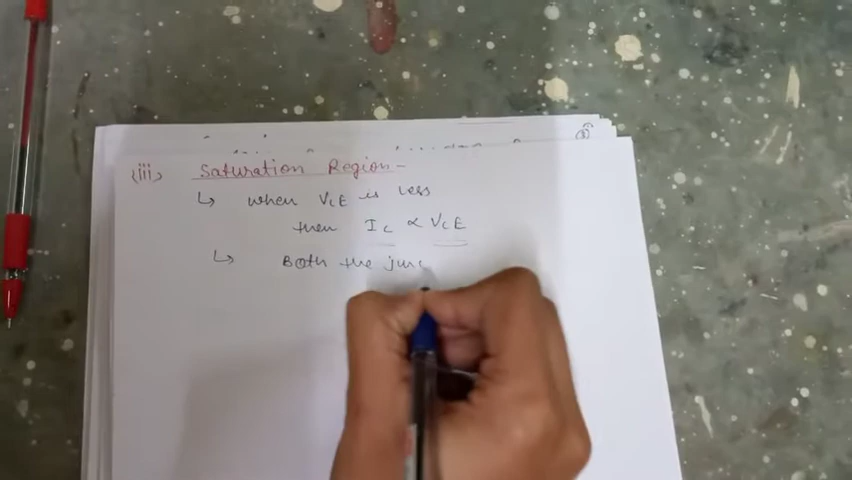 (iii) Saturation Region -
↳ when VCE is less
then IC ∝ VCE
↳ Both the junc